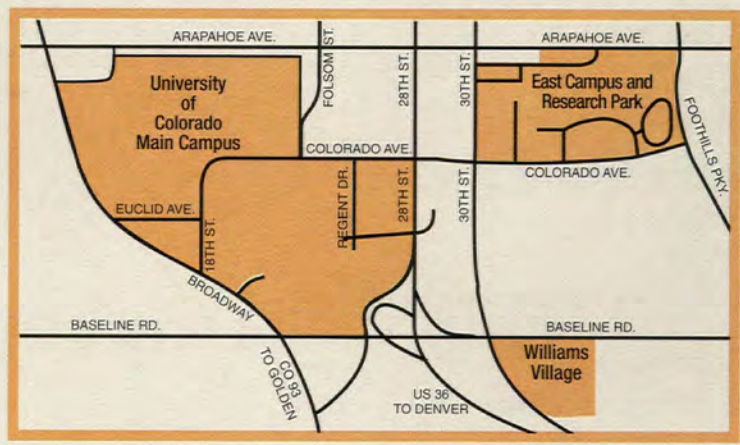 ARAPAHOE AVE.
ARAPAHOE AVE.
FOLSOM ST.
28TH ST.
30TH ST.
University
of
Colorado
Main Campus
East Campus and
Research Park
FOOTHILLS PKY.
COLORADO AVE.
COLORADO AVE.
EUCLID AVE.
18TH ST.
REGENT DR.
28TH ST.
30TH ST.
BROADWAY
BASELINE RD.
BASELINE RD.
Williams
Village
CO 93
TO GOLDEN
US 36
TO DENVER